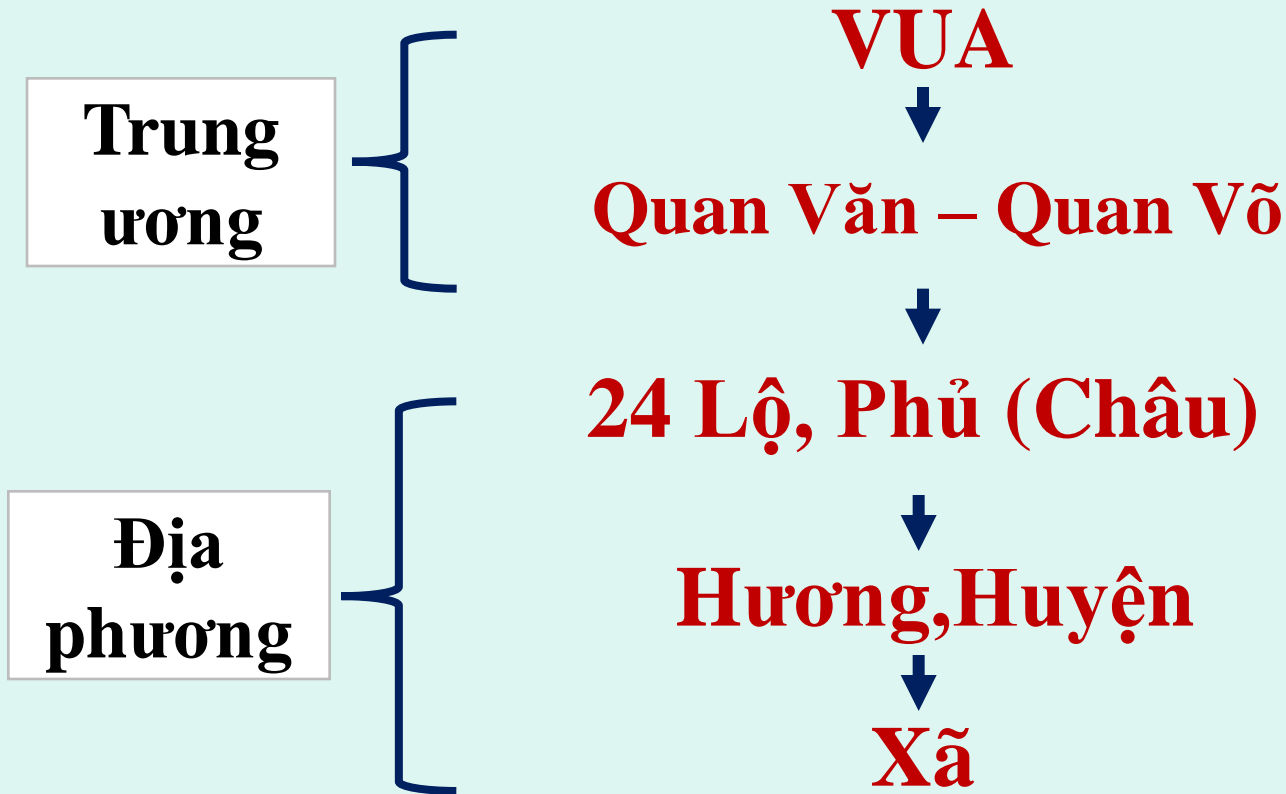 VUA
Trung
ương
Quan Văn – Quan Võ
24 Lộ, Phủ (Châu)
Địa
phương
Hương,Huyện
Xã